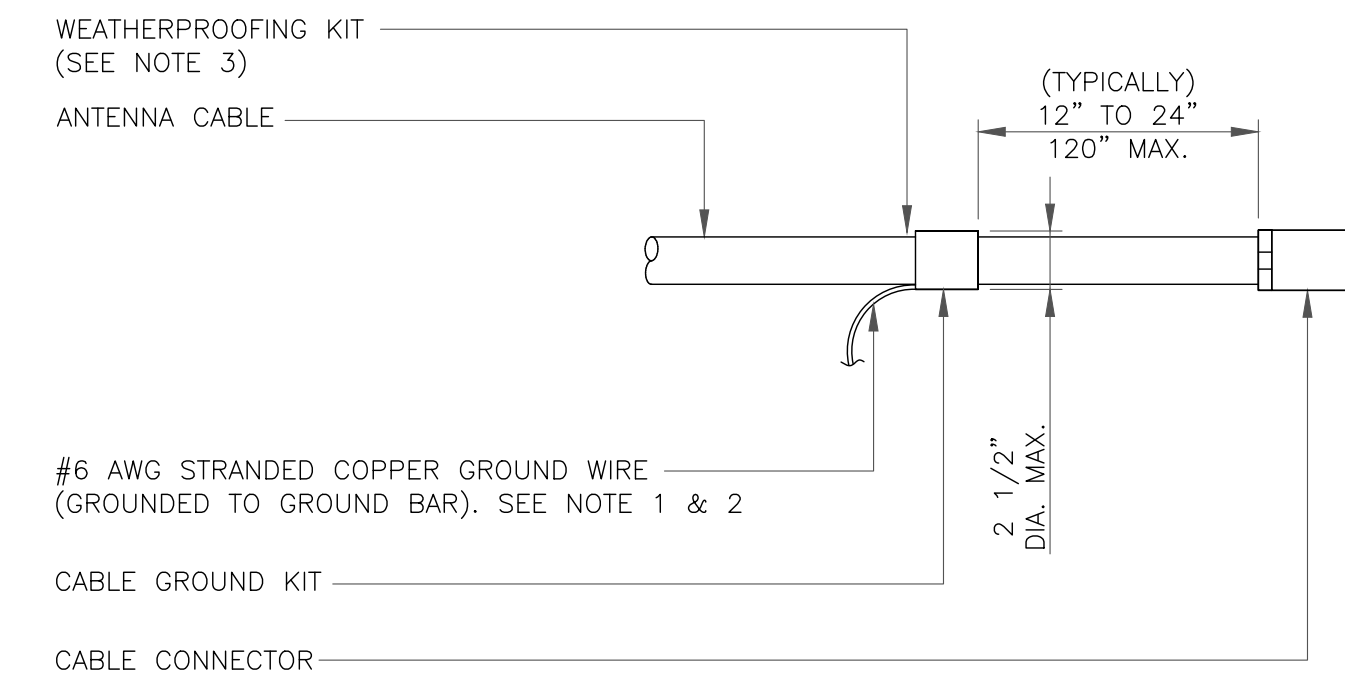 WEATHERPROOFING KIT
(SEE NOTE 3)
ANTENNA CABLE
(TYPICALLY)
12” TO 24”
120” MAX.
2 1/2”
DIA. MAX.
#6 AWG STRANDED COPPER GROUND WIRE
(GROUNDED TO GROUND BAR). SEE NOTE 1 & 2
CABLE GROUND KIT
CABLE CONNECTOR